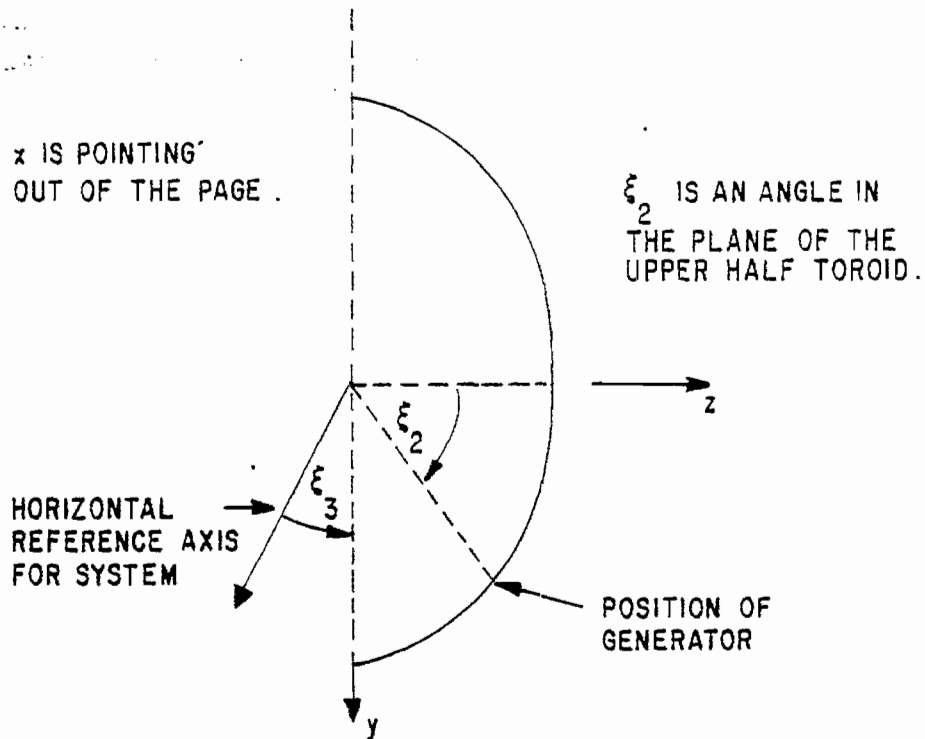 x IS POINTING
OUT OF THE PAGE.
ξ2 IS AN ANGLE IN
THE PLANE OF THE
UPPER HALF TOROID.
z
ξ2
ξ3
HORIZONTAL
REFERENCE AXIS
FOR SYSTEM
POSITION OF
GENERATOR
y